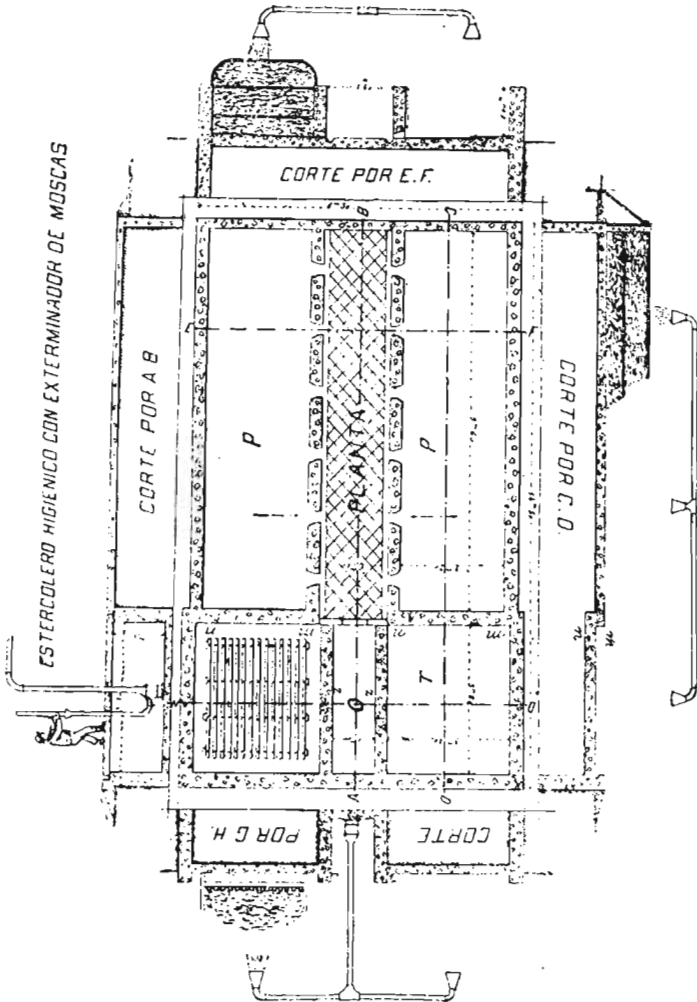 ESTERCOLERO HIGIENICO CON EXTERMINADOR DE MOSCAS
CORTE POR A B
CORTE POR E.F.
P
PLANTA
P
T
CORTE POR C.D.
CORTE
POR G H.
A
B
F
n
m
n
m
z
z
n
m